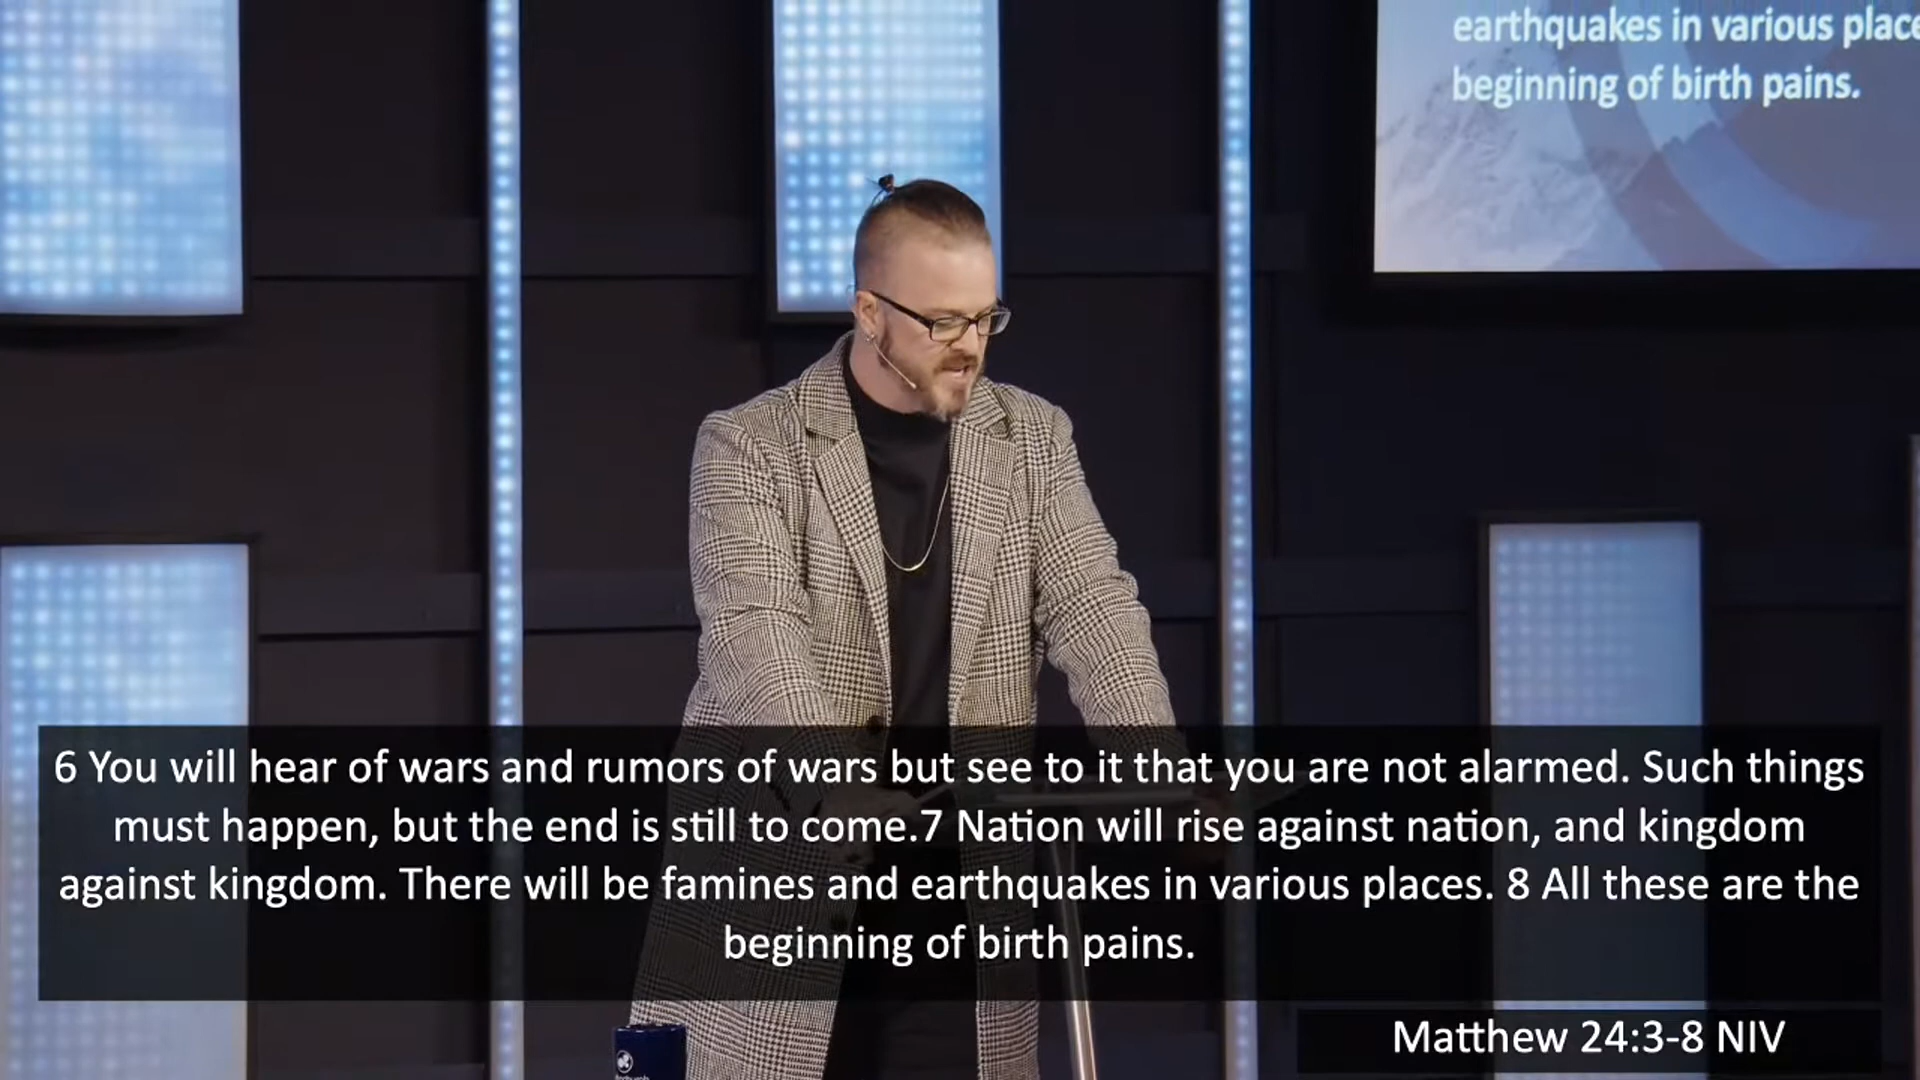 earthquakes in various place
beginning of birth pains.
6 You will hear of wars and rumors of wars but see to it that you are not alarmed. Such things
must happen, but the end is still to come.7 Nation will rise against nation, and kingdom
against kingdom. There will be famines and earthquakes in various places. 8 All these are the
beginning of birth pains.
Matthew 24:3-8 NIV